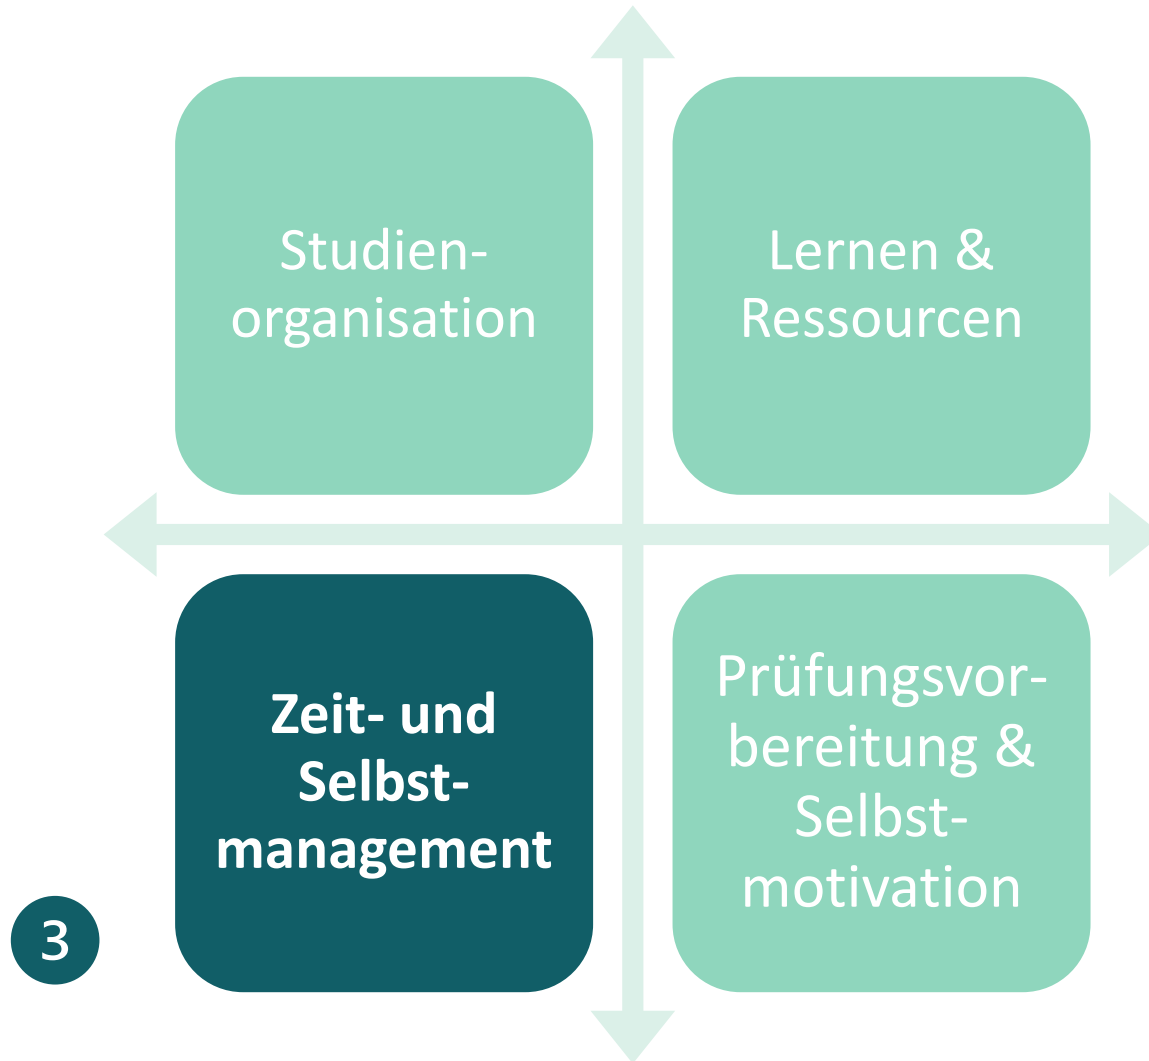 Studien-
organisation
Lernen &
Ressourcen
Zeit- und
Selbst-
management
Prüfungsvor-
bereitung &
Selbst-
motivation
3